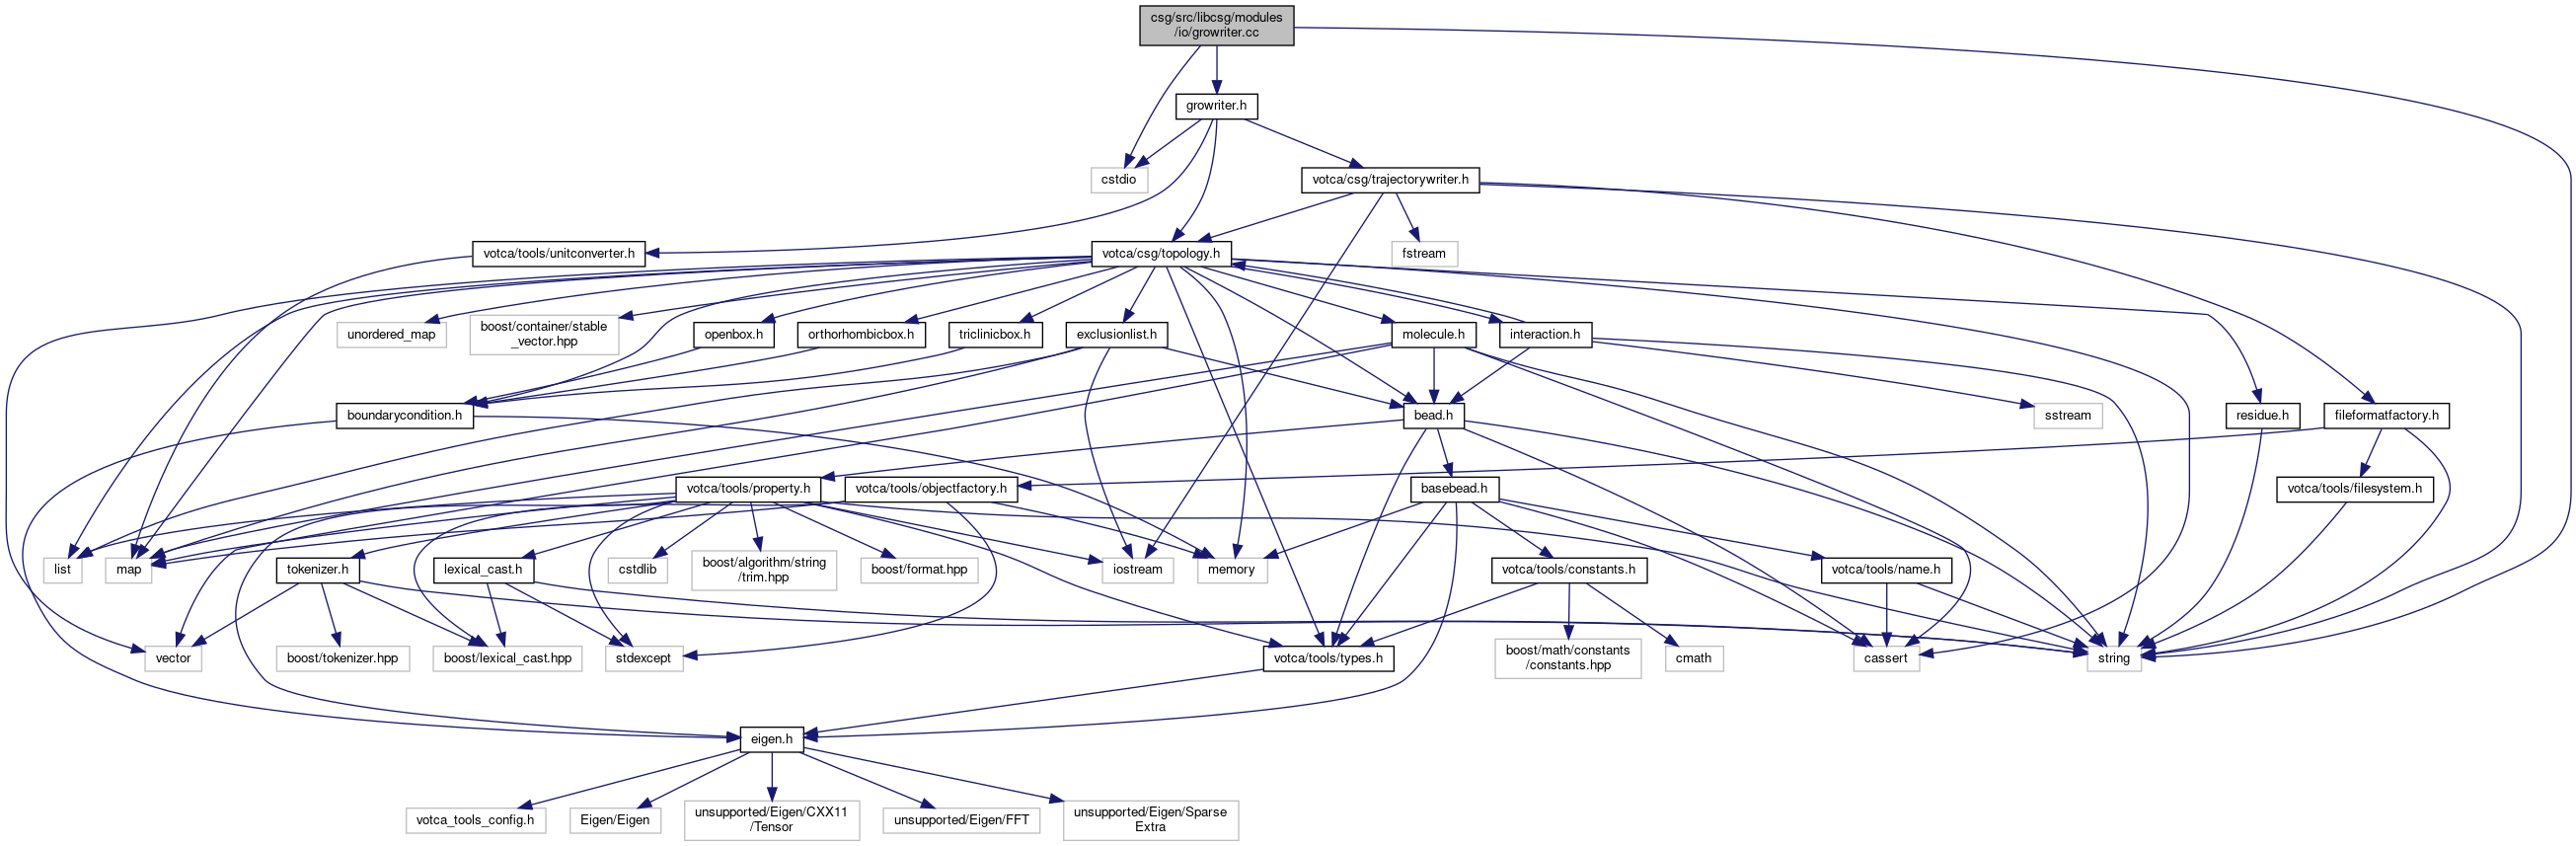 csg/src/libcsg/modules
/io/growriter.cc
growriter.h
cstdio
votca/csg/trajectorywriter.h
votca/tools/unitconverter.h
votca/csg/topology.h
fstream
unordered_map
boost/container/stable
_vector.hpp
openbox.h
orthorhombicbox.h
triclinicbox.h
exclusionlist.h
molecule.h
interaction.h
boundarycondition.h
bead.h
sstream
residue.h
fileformatfactory.h
votca/tools/property.h
votca/tools/objectfactory.h
basebead.h
votca/tools/filesystem.h
list
map
tokenizer.h
lexical_cast.h
cstdlib
boost/algorithm/string
/trim.hpp
boost/format.hpp
iostream
memory
votca/tools/constants.h
votca/tools/name.h
vector
boost/tokenizer.hpp
boost/lexical_cast.hpp
stdexcept
votca/tools/types.h
boost/math/constants
/constants.hpp
cmath
cassert
string
eigen.h
votca_tools_config.h
Eigen/Eigen
unsupported/Eigen/CXX11
/Tensor
unsupported/Eigen/FFT
unsupported/Eigen/Sparse
Extra